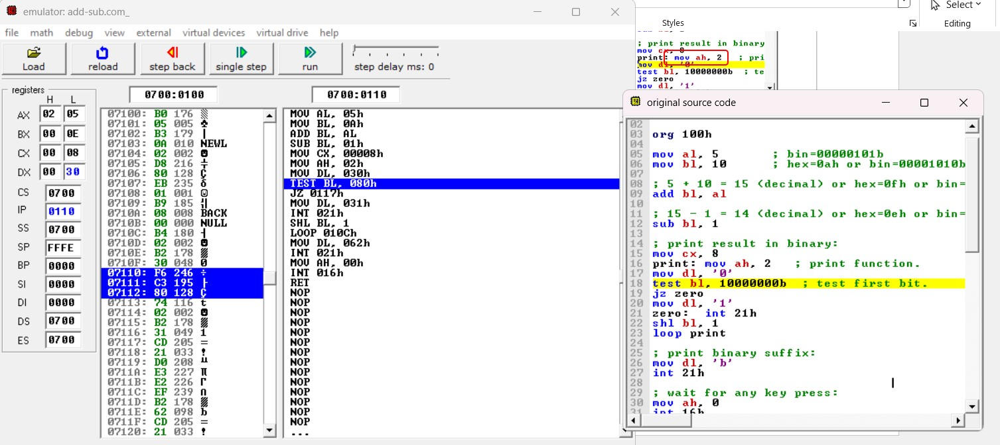 emulator: add-sub.com_
file math debug view external virtual devices virtual drive help
Load reload step back single step run step delay ms: 0
registers
H L
AX 02 05
BX 00 0E
CX 00 08
DX 00 30
CS 0700
IP 0110
SS 0700
SP FFFE
BP 0000
SI 0000
DI 0000
DS 0700
ES 0700
0700:0100
07100: B0 176 ▒
07101: 05 005 ♣
07102: B3 179 │
07103: 0A 010 NEWL
07104: 02 002 ☻
07105: D8 216 ╪
07106: 80 128 Ç
07107: EB 235 δ
07108: 01 001 ☺
07109: B9 185 ╣
0710A: 08 008 BACK
0710B: 00 000 NULL
0710C: B4 180 ┤
0710D: 02 002 ☻
0710E: B2 178 ▓
0710F: 30 048 0
07110: F6 246 ÷
07111: C3 195 ├
07112: 80 128 Ç
07113: 74 116 t
07114: 02 002 ☻
07115: B2 178 ▓
07116: 31 049 1
07117: CD 205 =
07118: 21 033 !
07119: D0 208 ╨
0711A: E3 227 π
0711B: E2 226 Γ
0711C: EF 239 ∩
0711D: B2 178 ▓
0711E: 62 098 b
0711F: CD 205 =
07120: 21 033 !
0700:0110
MOV AL, 05h
MOV BL, 0Ah
ADD BL, AL
SUB BL, 01h
MOV CX, 00008h
MOV AH, 02h
MOV DL, 030h
TEST BL, 080h
JZ 0117h
MOV DL, 031h
INT 021h
SHL BL, 1
LOOP 010Ch
MOV DL, 062h
INT 021h
MOV AH, 00h
INT 016h
RET
NOP
NOP
NOP
NOP
NOP
NOP
NOP
NOP
NOP
NOP
NOP
NOP
NOP
NOP
...
Select
Styles
Editing
; print result in binary
mov cx, 8
print: mov ah, 2 ; pri
mov dl, '0'
test bl, 10000000b ; te
jz zero
mov dl, '1'
original source code
02
03 org 100h
04
05 mov al, 5 ; bin=00000101b
06 mov bl, 10 ; hex=0ah or bin=00001010b
07
08 ; 5 + 10 = 15 (decimal) or hex=0fh or bin=
09 add bl, al
10
11 ; 15 - 1 = 14 (decimal) or hex=0eh or bin=
12 sub bl, 1
13
14 ; print result in binary:
15 mov cx, 8
16 print: mov ah, 2 ; print function.
17 mov dl, '0'
18 test bl, 10000000b ; test first bit.
19 jz zero
20 mov dl, '1'
21 zero: int 21h
22 shl bl, 1
23 loop print
24
25 ; print binary suffix:
26 mov dl, 'b'
27 int 21h
28
29 ; wait for any key press:
30 mov ah, 0
31 int 16h